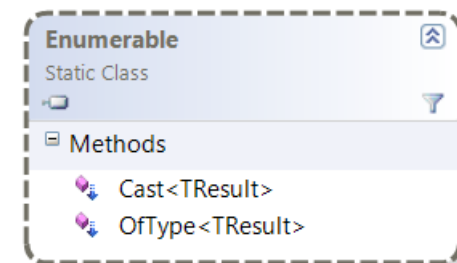 Enumerable
Static Class
Methods
Cast<TResult>
OfType<TResult>